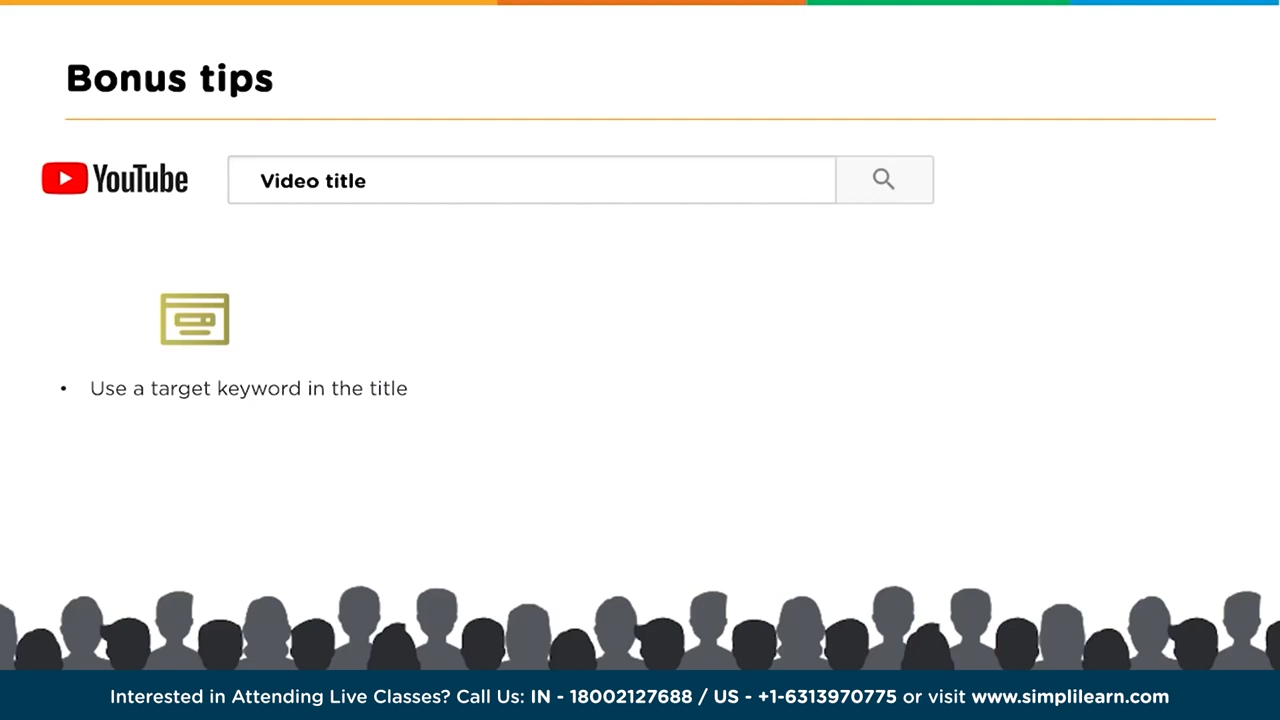 Bonus tips
YouTube
Video title
• Use a target keyword in the title
Interested in Attending Live Classes? Call Us: IN - 18002127688 / US - +1-6313970775 or visit www.simplilearn.com